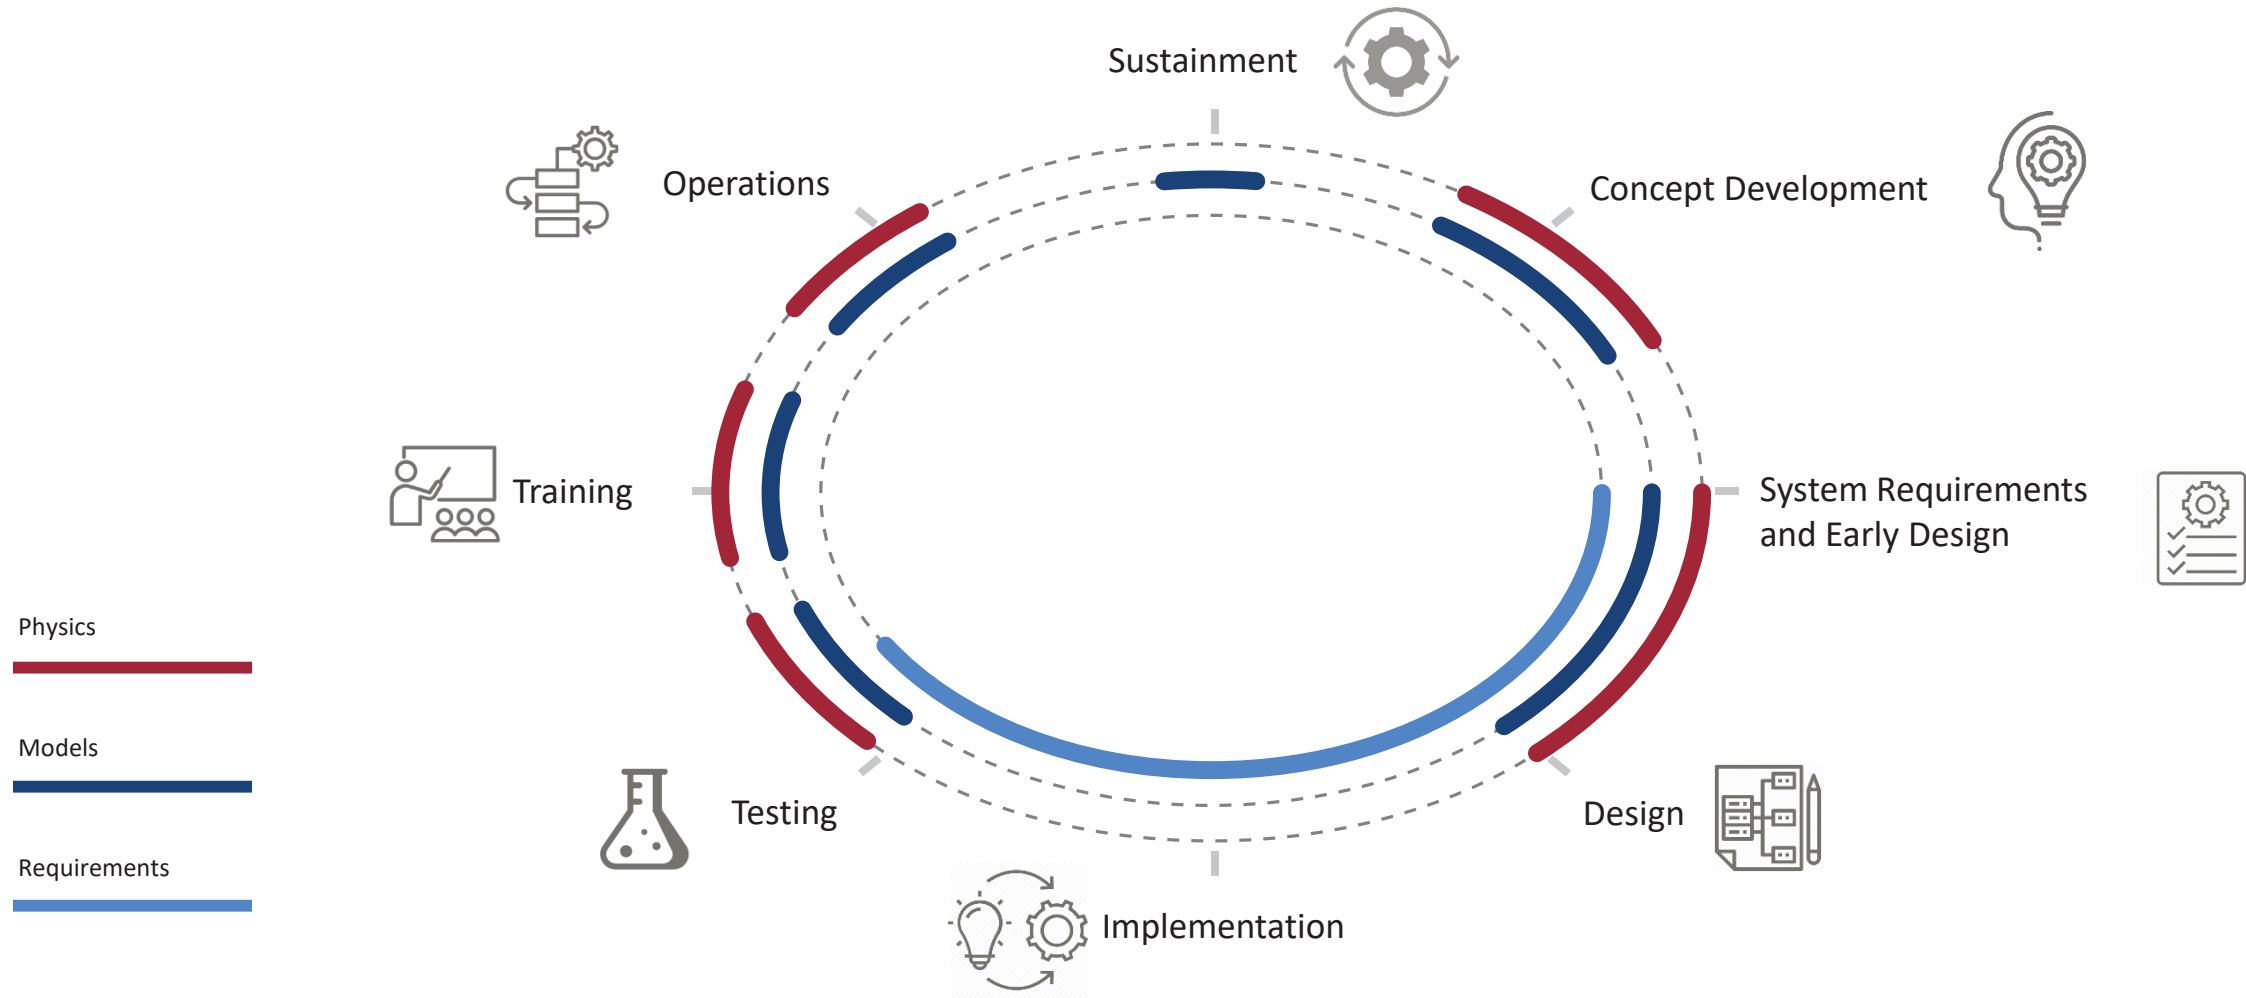 Sustainment
Operations
Concept Development
Training
System Requirements
and Early Design
Physics
Models
Requirements
Testing
Design
Implementation